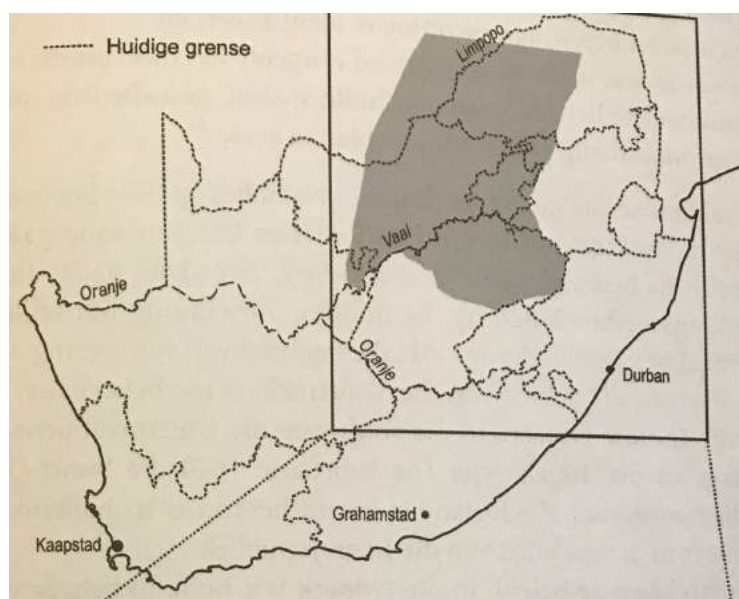 Huidige grense
Limpopo
Vaal
Oranje
Oranje
Durban
Grahamstad
Kaapstad